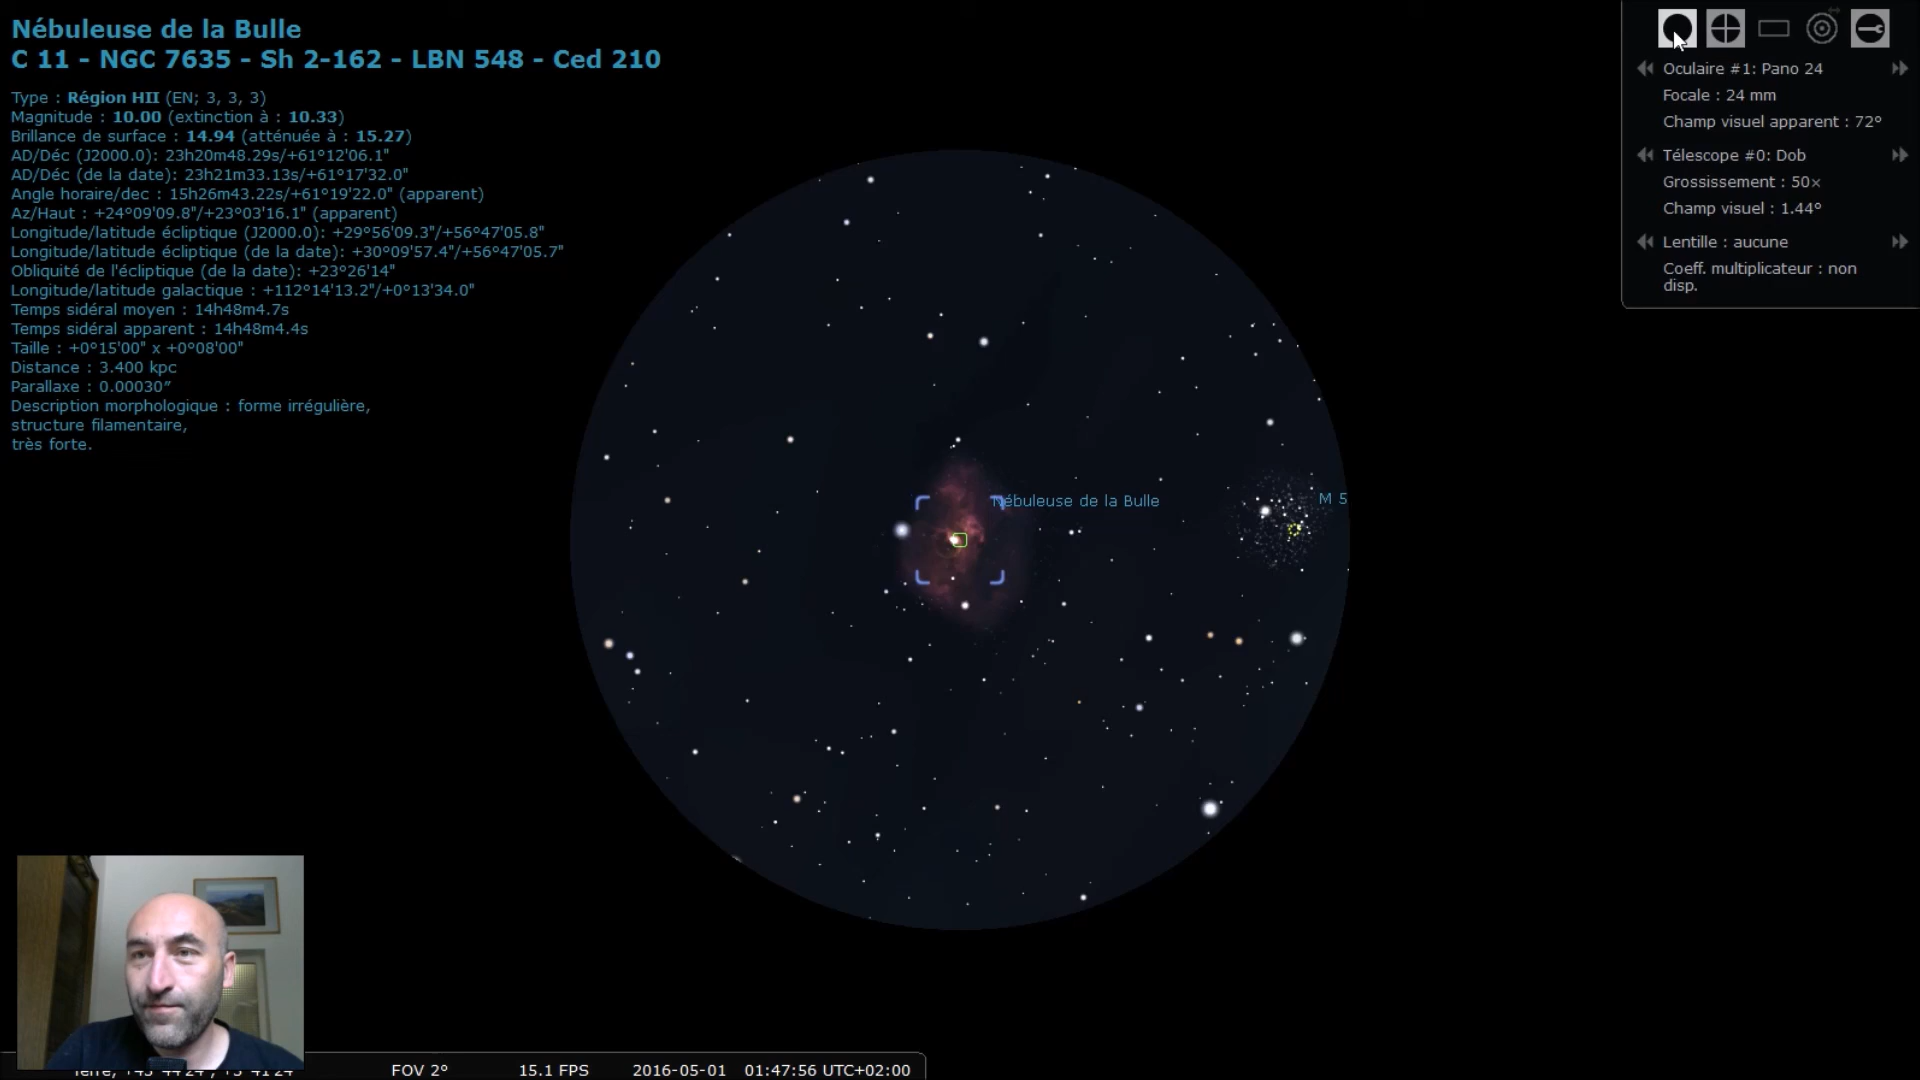 Nébuleuse de la Bulle
C 11 - NGC 7635 - Sh 2-162 - LBN 548 - Ced 210
Type : Région HII (EN; 3, 3, 3)
Magnitude : 10.00 (extinction à : 10.33)
Brillance de surface : 14.94 (atténuée à : 15.27)
AD/Déc (J2000.0): 23h20m48.29s/+61°12'06.1"
AD/Déc (de la date): 23h21m33.13s/+61°17'32.0"
Angle horaire/dec : 15h26m43.22s/+61°19'22.0" (apparent)
Az/Haut : +24°09'09.8"/+23°03'16.1" (apparent)
Longitude/latitude écliptique (J2000.0): +29°56'09.3"/+56°47'05.8"
Longitude/latitude écliptique (de la date): +30°09'57.4"/+56°47'05.7"
Obliquité de l'écliptique (de la date): +23°26'14"
Longitude/latitude galactique : +112°14'13.2"/+0°13'34.0"
Temps sidéral moyen : 14h48m4.7s
Temps sidéral apparent : 14h48m4.4s
Taille : +0°15'00" x +0°08'00"
Distance : 3.400 kpc
Parallaxe : 0.00030″
Description morphologique : forme irrégulière,
structure filamentaire,
très forte.
Oculaire #1: Pano 24
Focale : 24 mm
Champ visuel apparent : 72°
Télescope #0: Dob
Grossissement : 50×
Champ visuel : 1.44°
Lentille : aucune
Coeff. multiplicateur : non
disp.
Nébuleuse de la Bulle
M 5
FOV 2° 15.1 FPS 2016-05-01 01:47:56 UTC+02:00